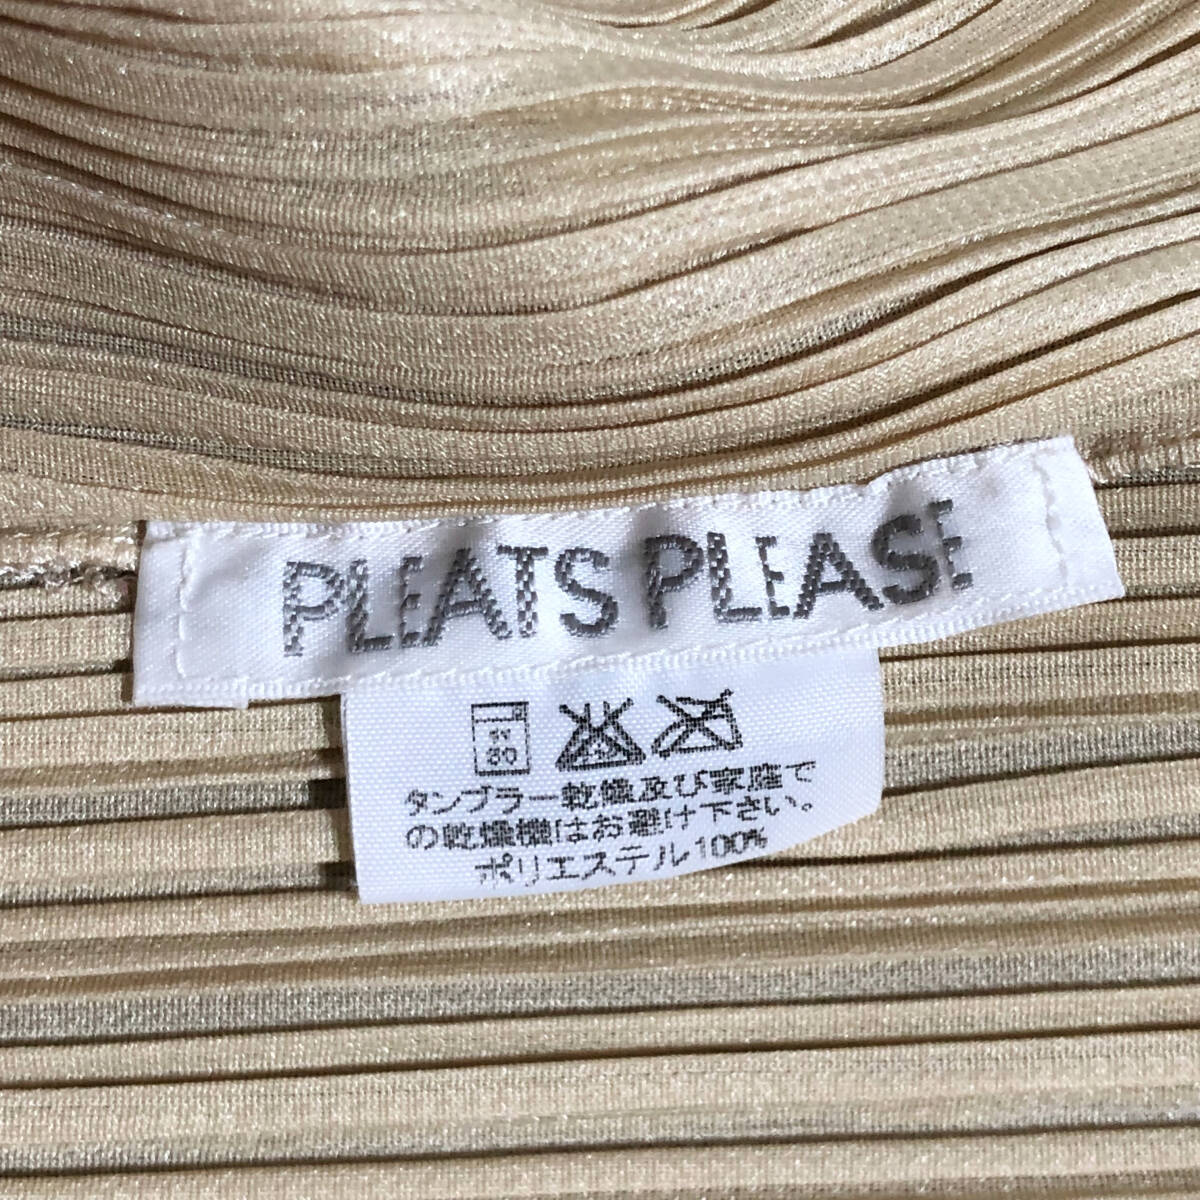 PLEATS PLEASE
タンブラー乾燥及び家庭で
の乾燥機はお避け下さい。
ポリエステル100%